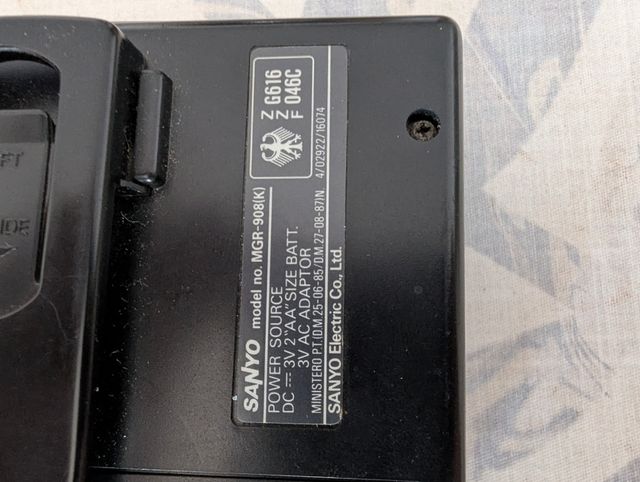 SANYO model no. MGR-908(K)
Z G616
Z
F 046C
POWER SOURCE
DC 3V 2"AA"SIZE BATT.
3V AC ADAPTOR
4/02922/16074
MINISTERO P.T.(D.M.25-06-85/D.M.27-08-87)N.
SANYO Electric Co., Ltd.